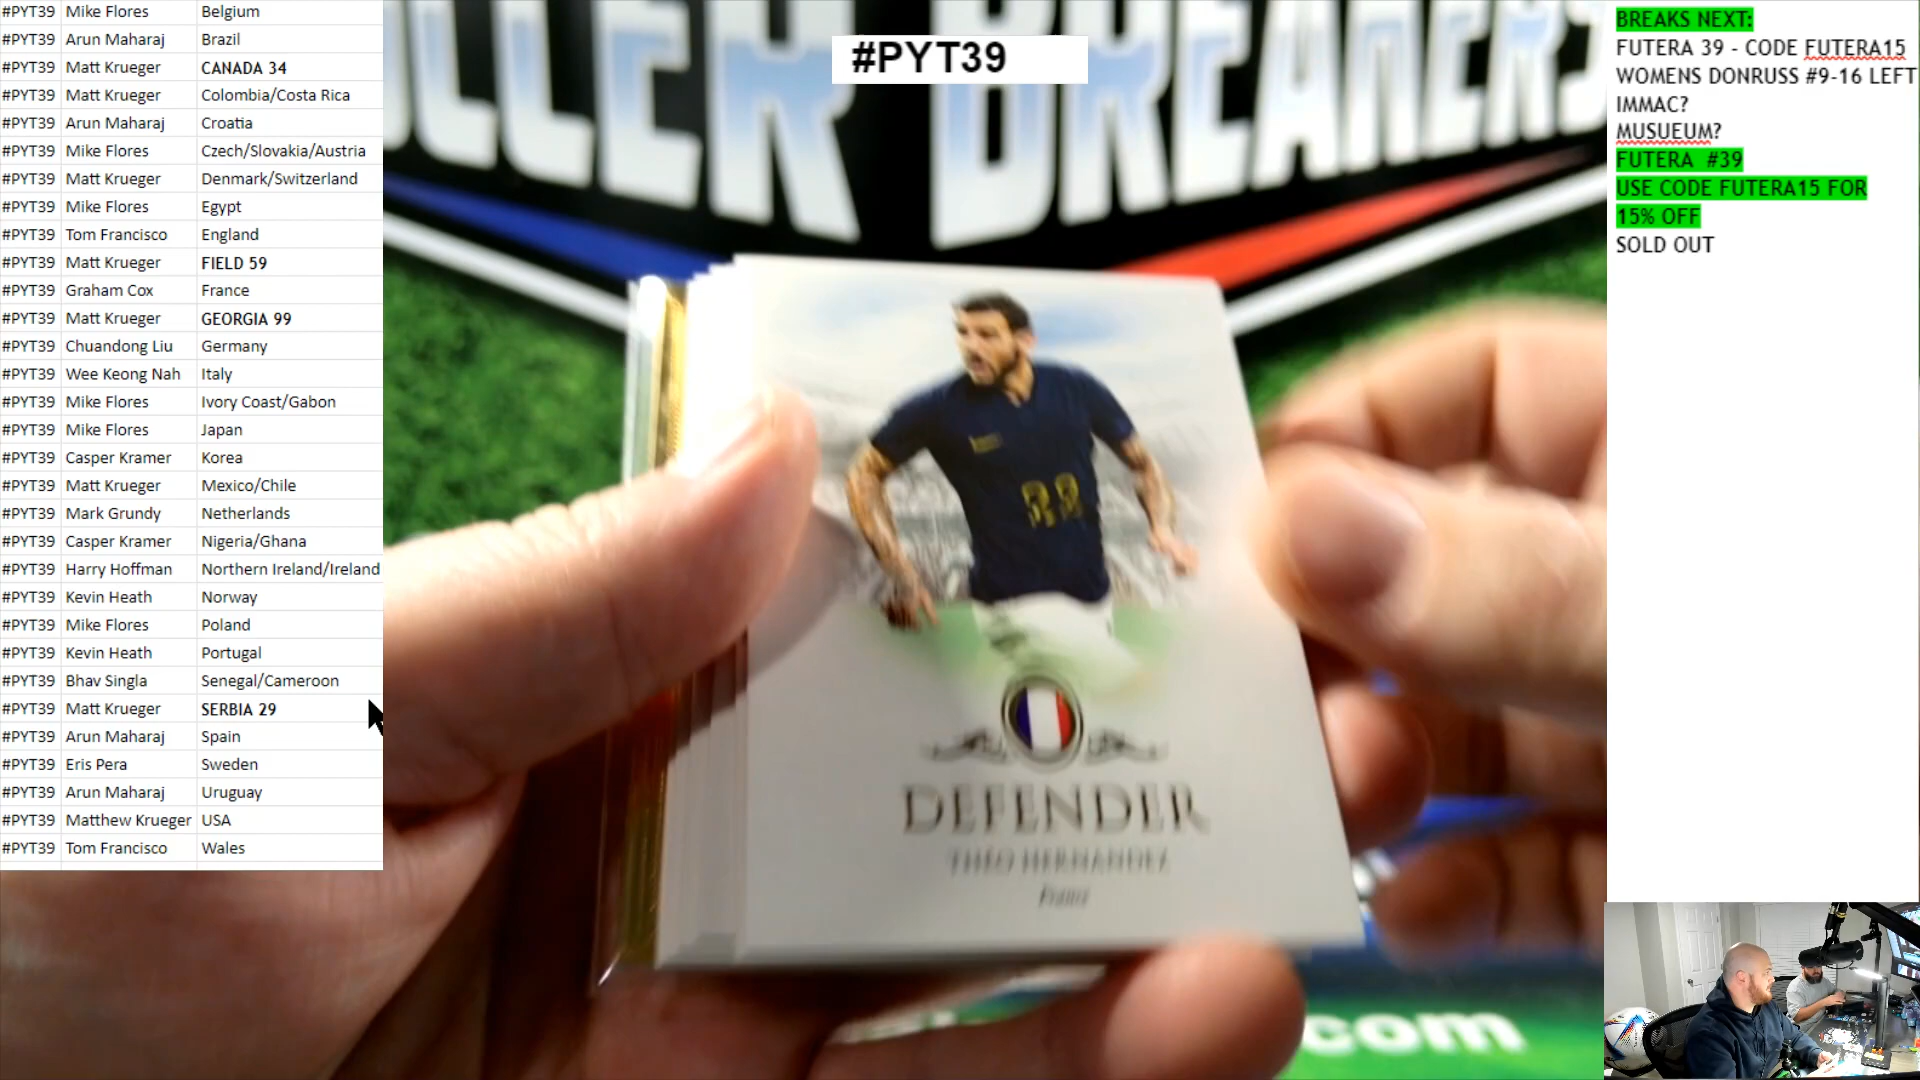 #PYT39 Mike Flores Belgium
#PYT39 Arun Maharaj Brazil
#PYT39 Matt Krueger CANADA 34
#PYT39 Matt Krueger Colombia/Costa Rica
#PYT39 Arun Maharaj Croatia
#PYT39 Mike Flores Czech/Slovakia/Austria
#PYT39 Matt Krueger Denmark/Switzerland
#PYT39 Mike Flores Egypt
#PYT39 Tom Francisco England
#PYT39 Matt Krueger FIELD 59
#PYT39 Graham Cox France
#PYT39 Matt Krueger GEORGIA 99
#PYT39 Chuandong Liu Germany
#PYT39 Wee Keong Nah Italy
#PYT39 Mike Flores Ivory Coast/Gabon
#PYT39 Mike Flores Japan
#PYT39 Casper Kramer Korea
#PYT39 Matt Krueger Mexico/Chile
#PYT39 Mark Grundy Netherlands
#PYT39 Casper Kramer Nigeria/Ghana
#PYT39 Harry Hoffman Northern Ireland/Ireland
#PYT39 Kevin Heath Norway
#PYT39 Mike Flores Poland
#PYT39 Kevin Heath Portugal
#PYT39 Bhav Singla Senegal/Cameroon
#PYT39 Matt Krueger SERBIA 29
#PYT39 Arun Maharaj Spain
#PYT39 Eris Pera Sweden
#PYT39 Arun Maharaj Uruguay
#PYT39 Matthew Krueger USA
#PYT39 Tom Francisco Wales
#PYT39
CCER BREAKERS
DEFENDER
THÉO HERNANDEZ
France
.com
BREAKS NEXT:
FUTERA 39 - CODE FUTERA15
WOMENS DONRUSS #9-16 LEFT
IMMAC?
MUSUEUM?
FUTERA #39
USE CODE FUTERA15 FOR
15% OFF
SOLD OUT